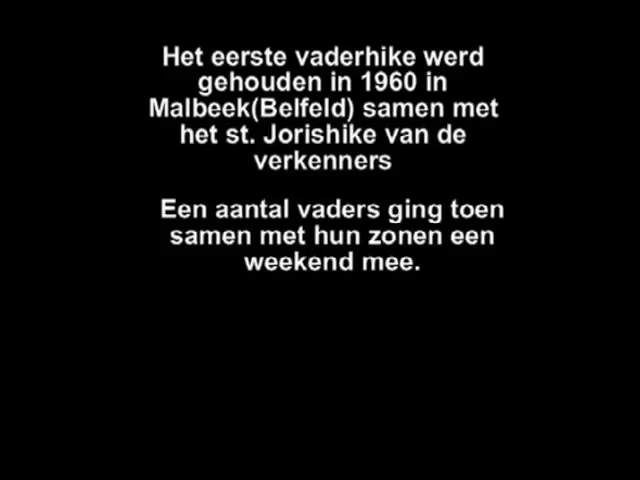 Het eerste vaderhike werd
gehouden in 1960 in
Malbeek(Belfeld) samen met
het st. Jorishike van de
verkenners
Een aantal vaders ging toen
samen met hun zonen een
weekend mee.